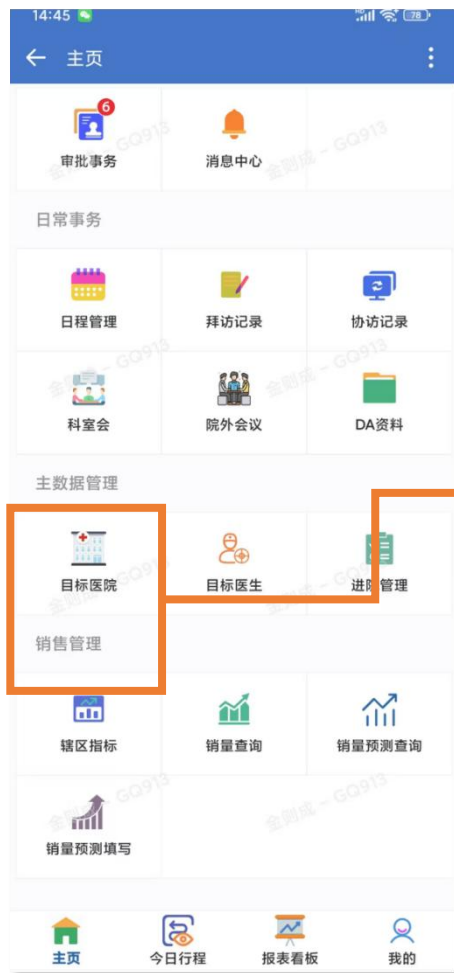 14:45
78
主页
6
审批事务 消息中心
日常事务
日程管理 拜访记录 协访记录
科室会 院外会议 DA资料
主数据管理
目标医院 目标医生 进院管理
销售管理
辖区指标 销量查询 销量预测查询
销量预测填写
主页 今日行程 报表看板 我的
金则成 - GQ913